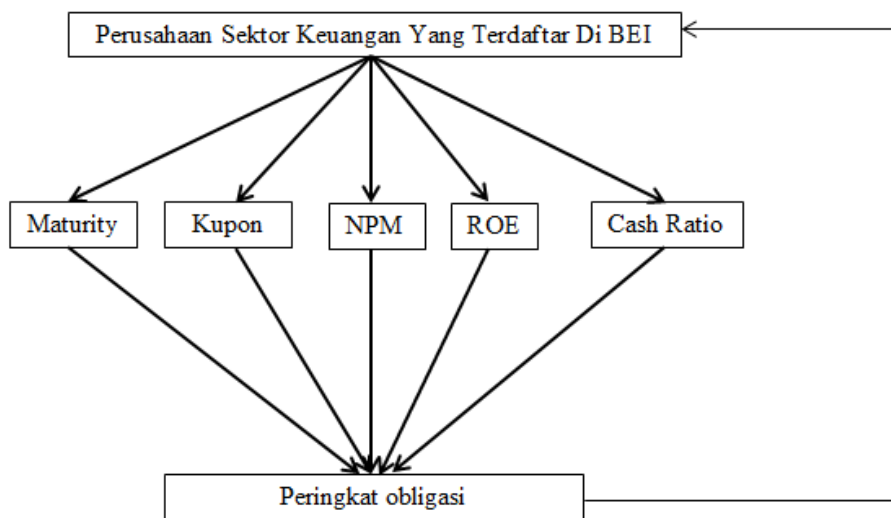 Perusahaan Sektor Keuangan Yang Terdaftar Di BEI
Maturity
Kupon
NPM
ROE
Cash Ratio
Peringkat obligasi